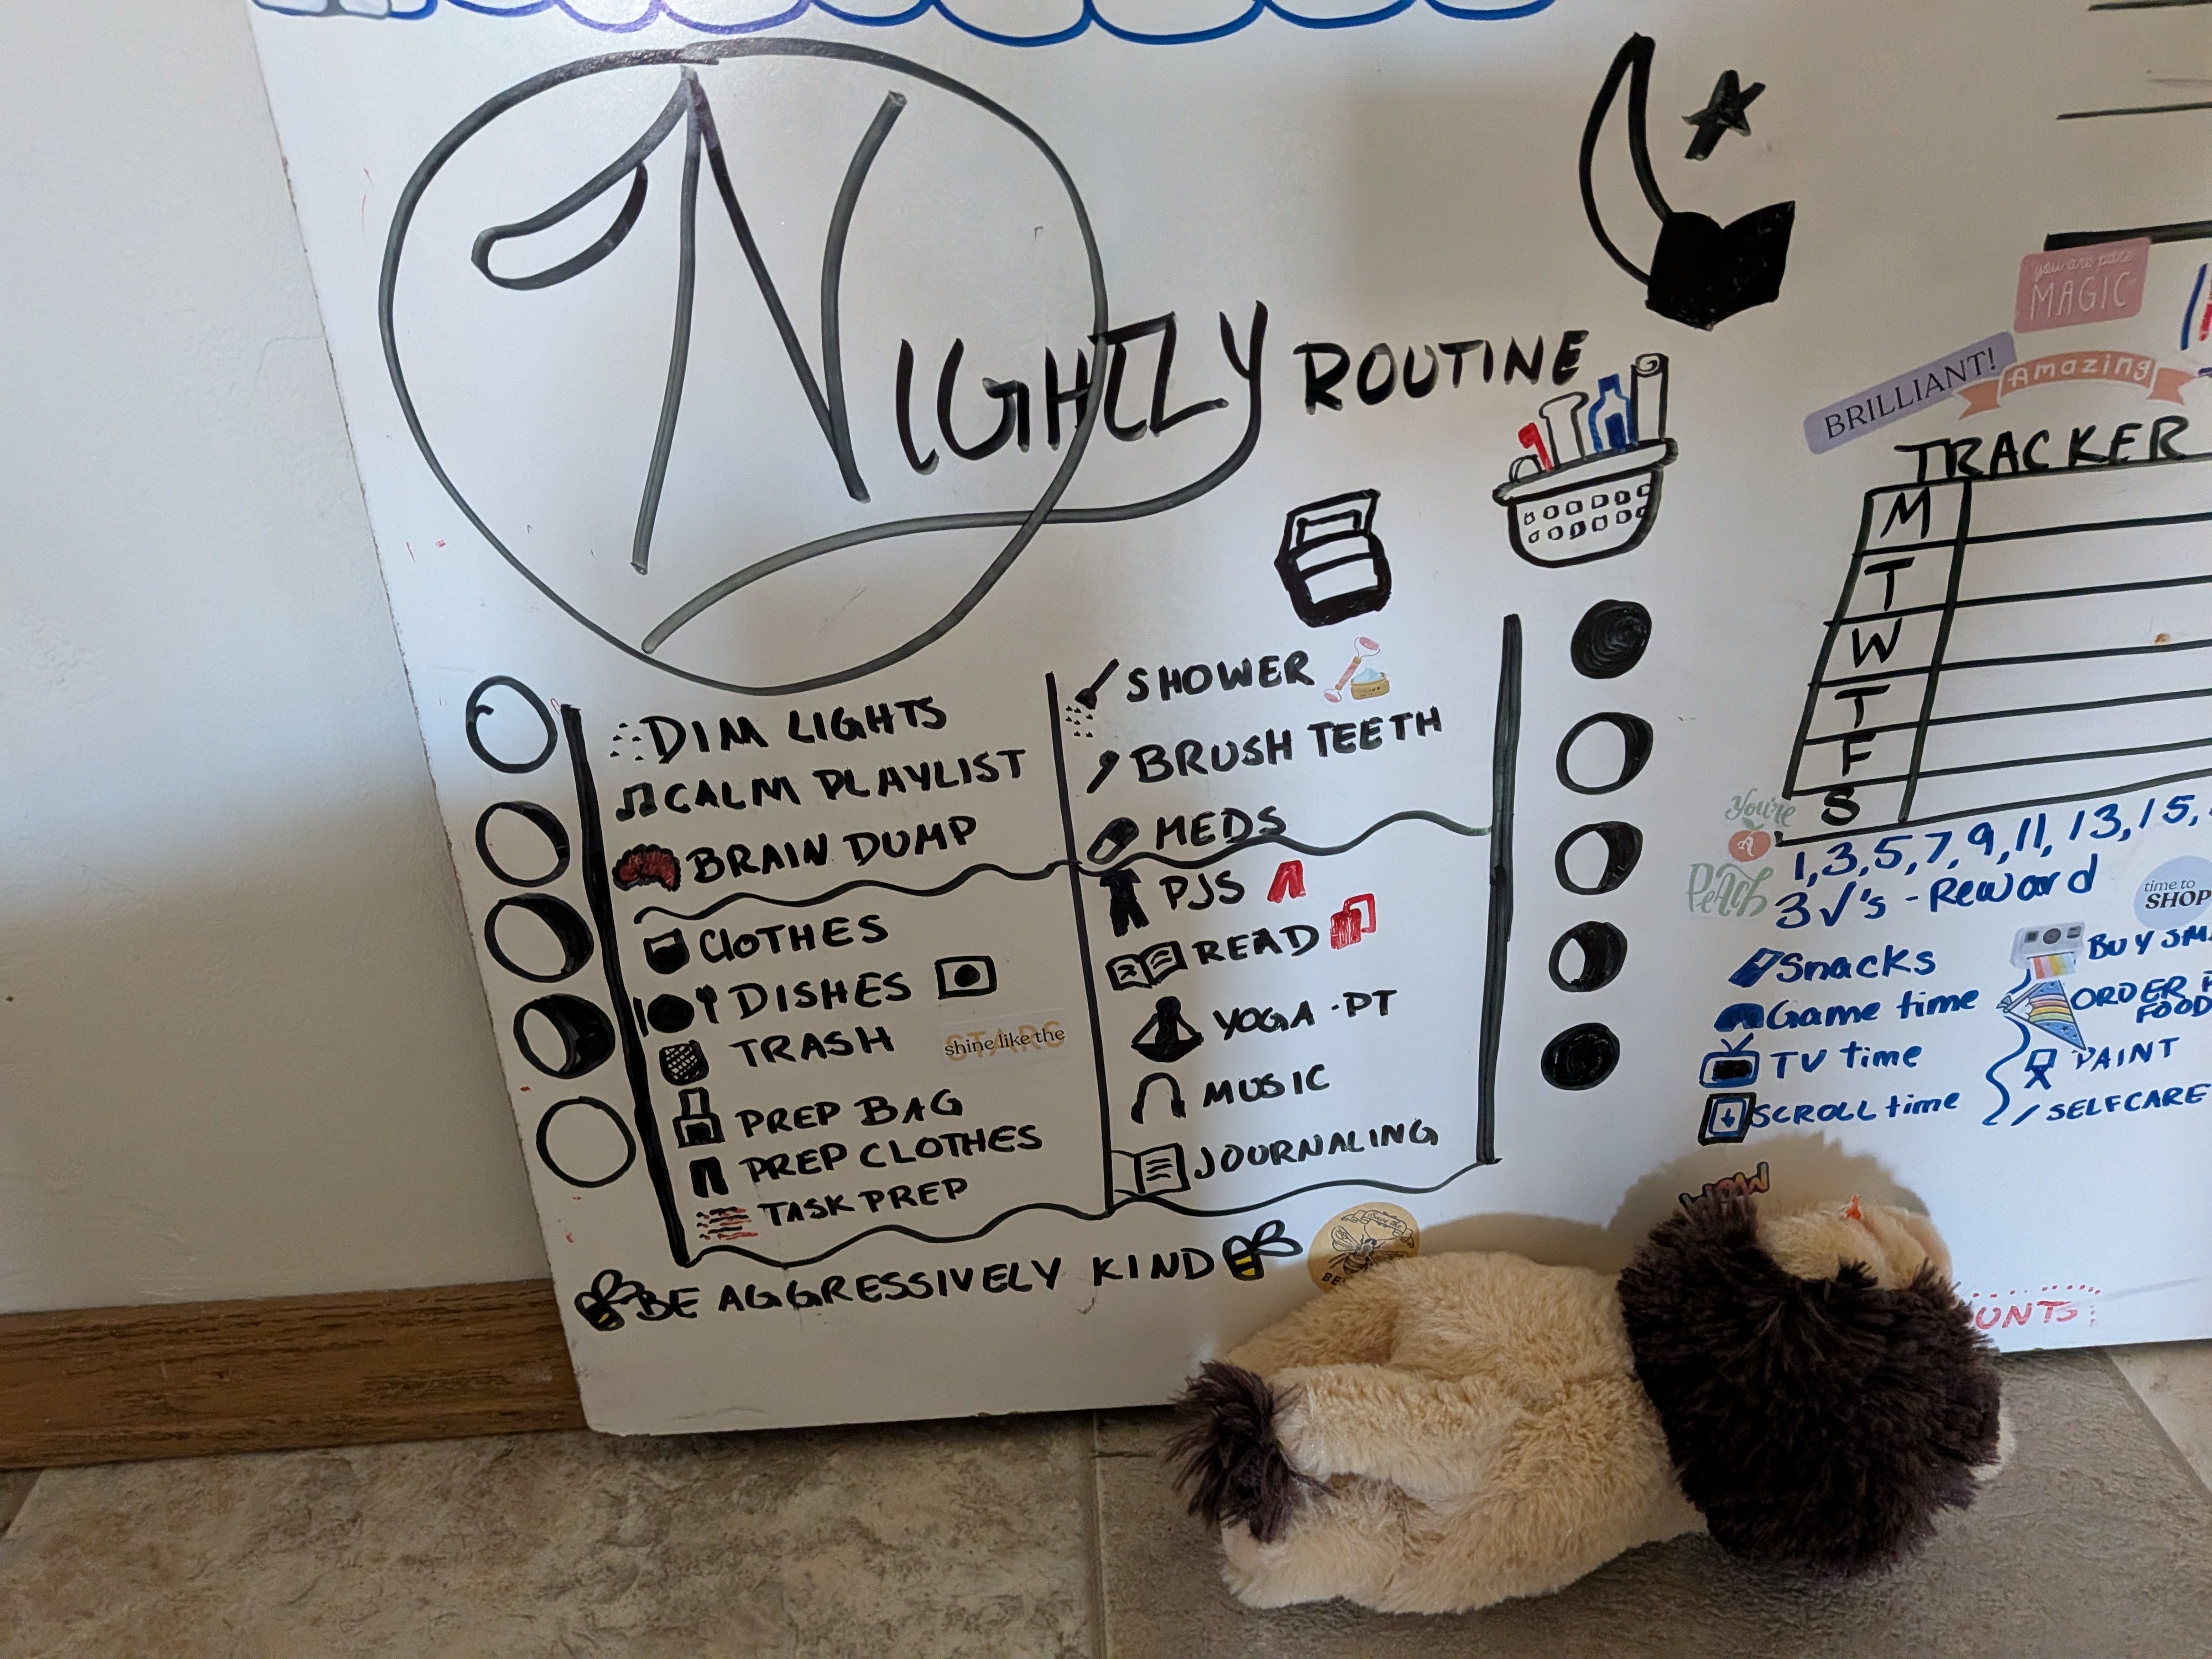 NIGHTLY ROUTINE
DIM LIGHTS
CALM PLAYLIST
BRAIN DUMP
CLOTHES
DISHES
TRASH
STARS
shine like the
PREP BAG
PREP CLOTHES
TASK PREP
SHOWER
BRUSH TEETH
MEDS
PJS
READ
YOGA · PT
MUSIC
JOURNALING
BE AGGRESSIVELY KIND
you are pure
MAGIC
BRILLIANT!
Amazing
TRACKER
M
T
W
T
F
S
You're
Peach
1, 3, 5, 7, 9, 11, 13, 15,
3 √'s - Reward
time to
SHOP
Snacks
Game time
TV time
SCROLL time
BUY
ORDER
FOOD
PAINT
SELFCARE
WOW